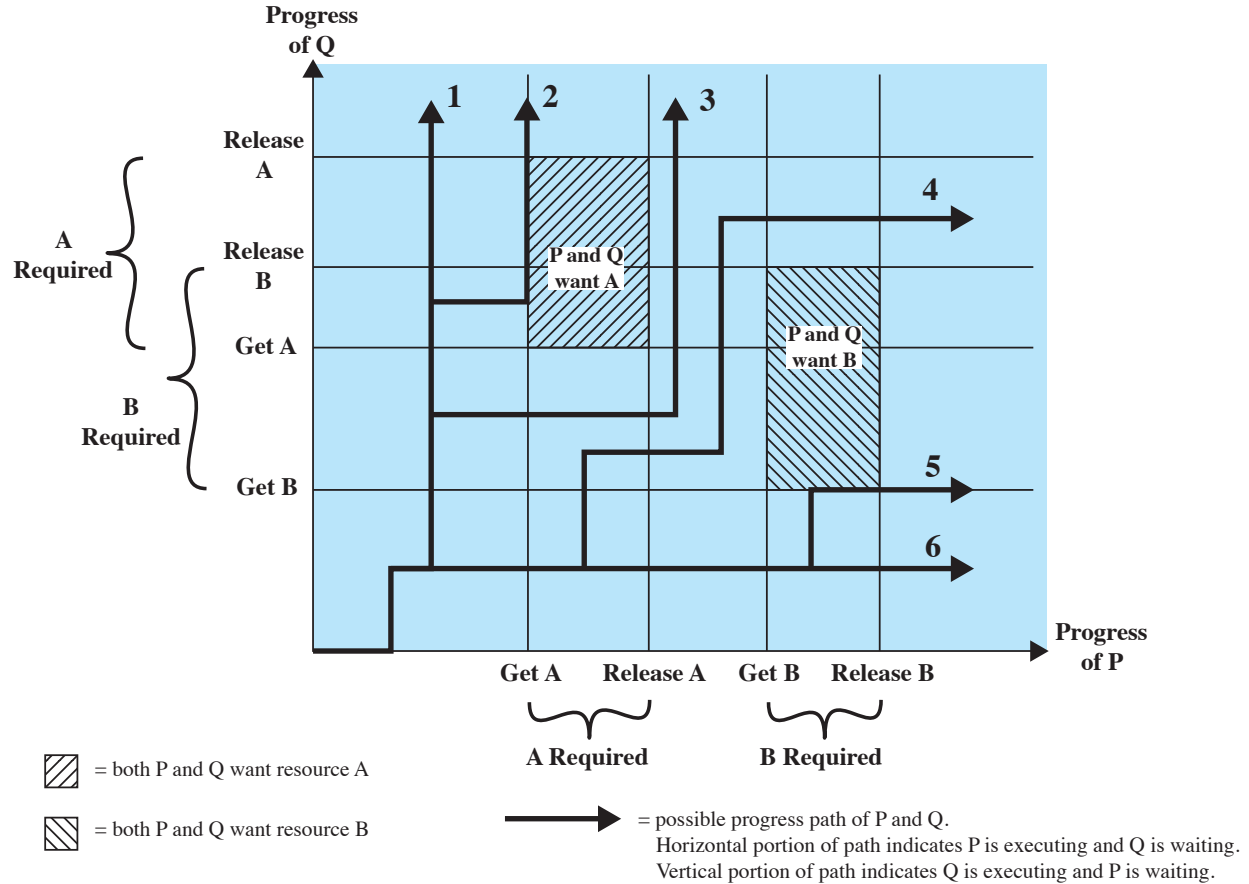 Progress
of Q
1
2
3
Release
A
4
A
Required
Release
B
P and Q
want A
Get A
P and Q
want B
B
Required
Get B
5
6
Progress
of P
Get A
Release A
Get B
Release B
A Required
B Required
= both P and Q want resource A
= both P and Q want resource B
= possible progress path of P and Q.
Horizontal portion of path indicates P is executing and Q is waiting.
Vertical portion of path indicates Q is executing and P is waiting.